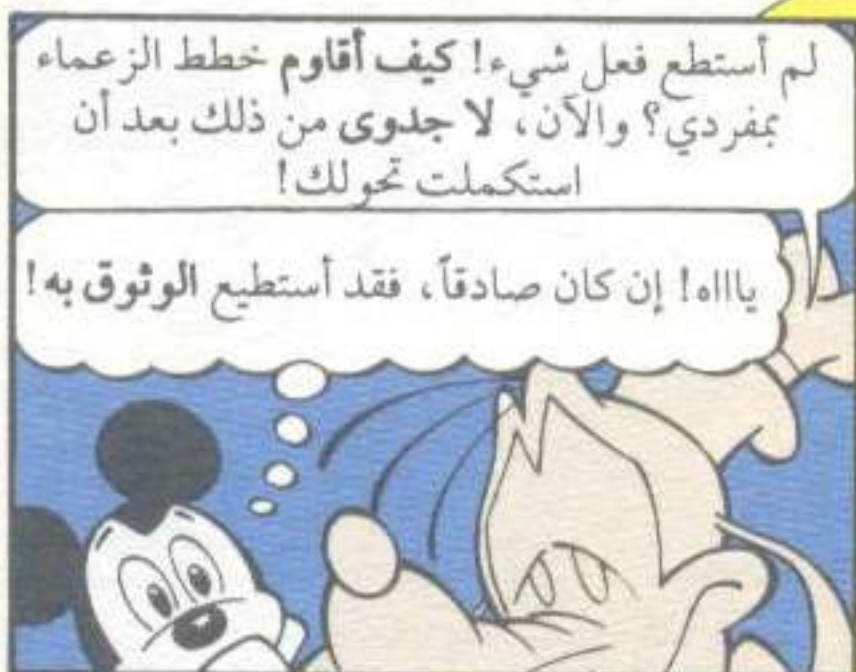 لم أستطع فعل شيء! كيف أقاوم خطط الزعماء
بمفردي؟ والآن، لا جدوى من ذلك بعد أن
استكملت تحولك!
ياااه! إن كان صادقاً، فقد أستطيع الوثوق به!